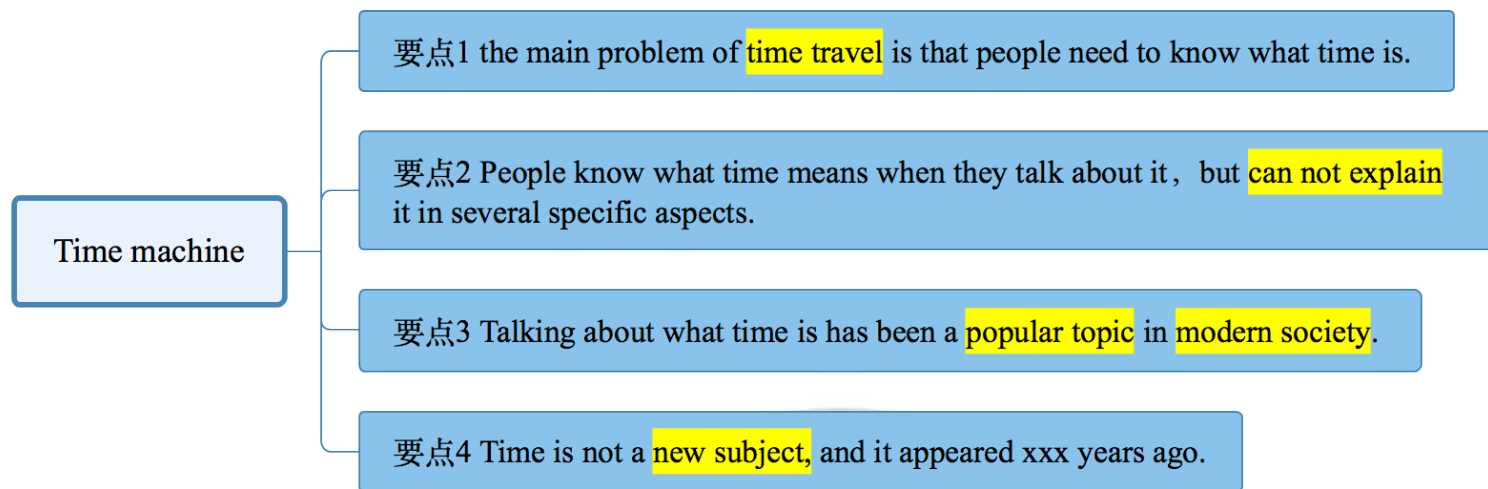 要点1 the main problem of time travel is that people need to know what time is.
要点2 People know what time means when they talk about it，but can not explain
it in several specific aspects.
Time machine
要点3 Talking about what time is has been a popular topic in modern society.
要点4 Time is not a new subject, and it appeared xxx years ago.